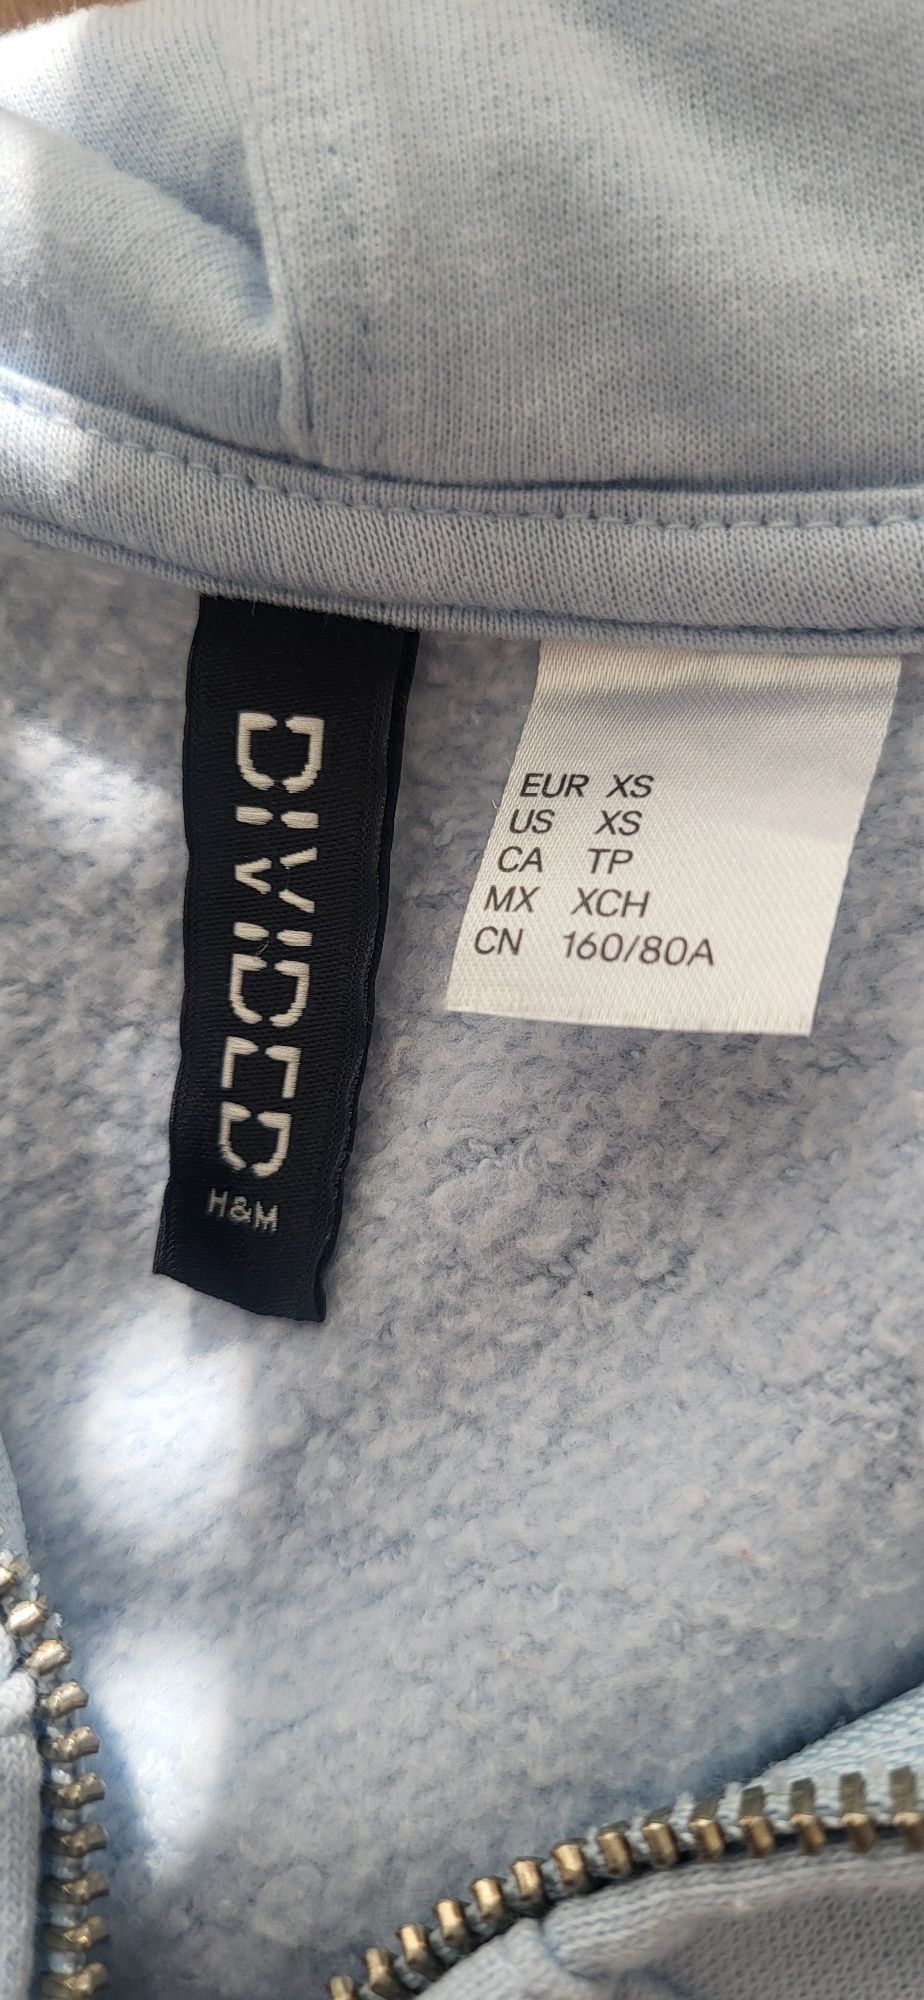 DIVIDED
H&M
EUR XS
US XS
CA TP
MX XCH
CN 160/80A